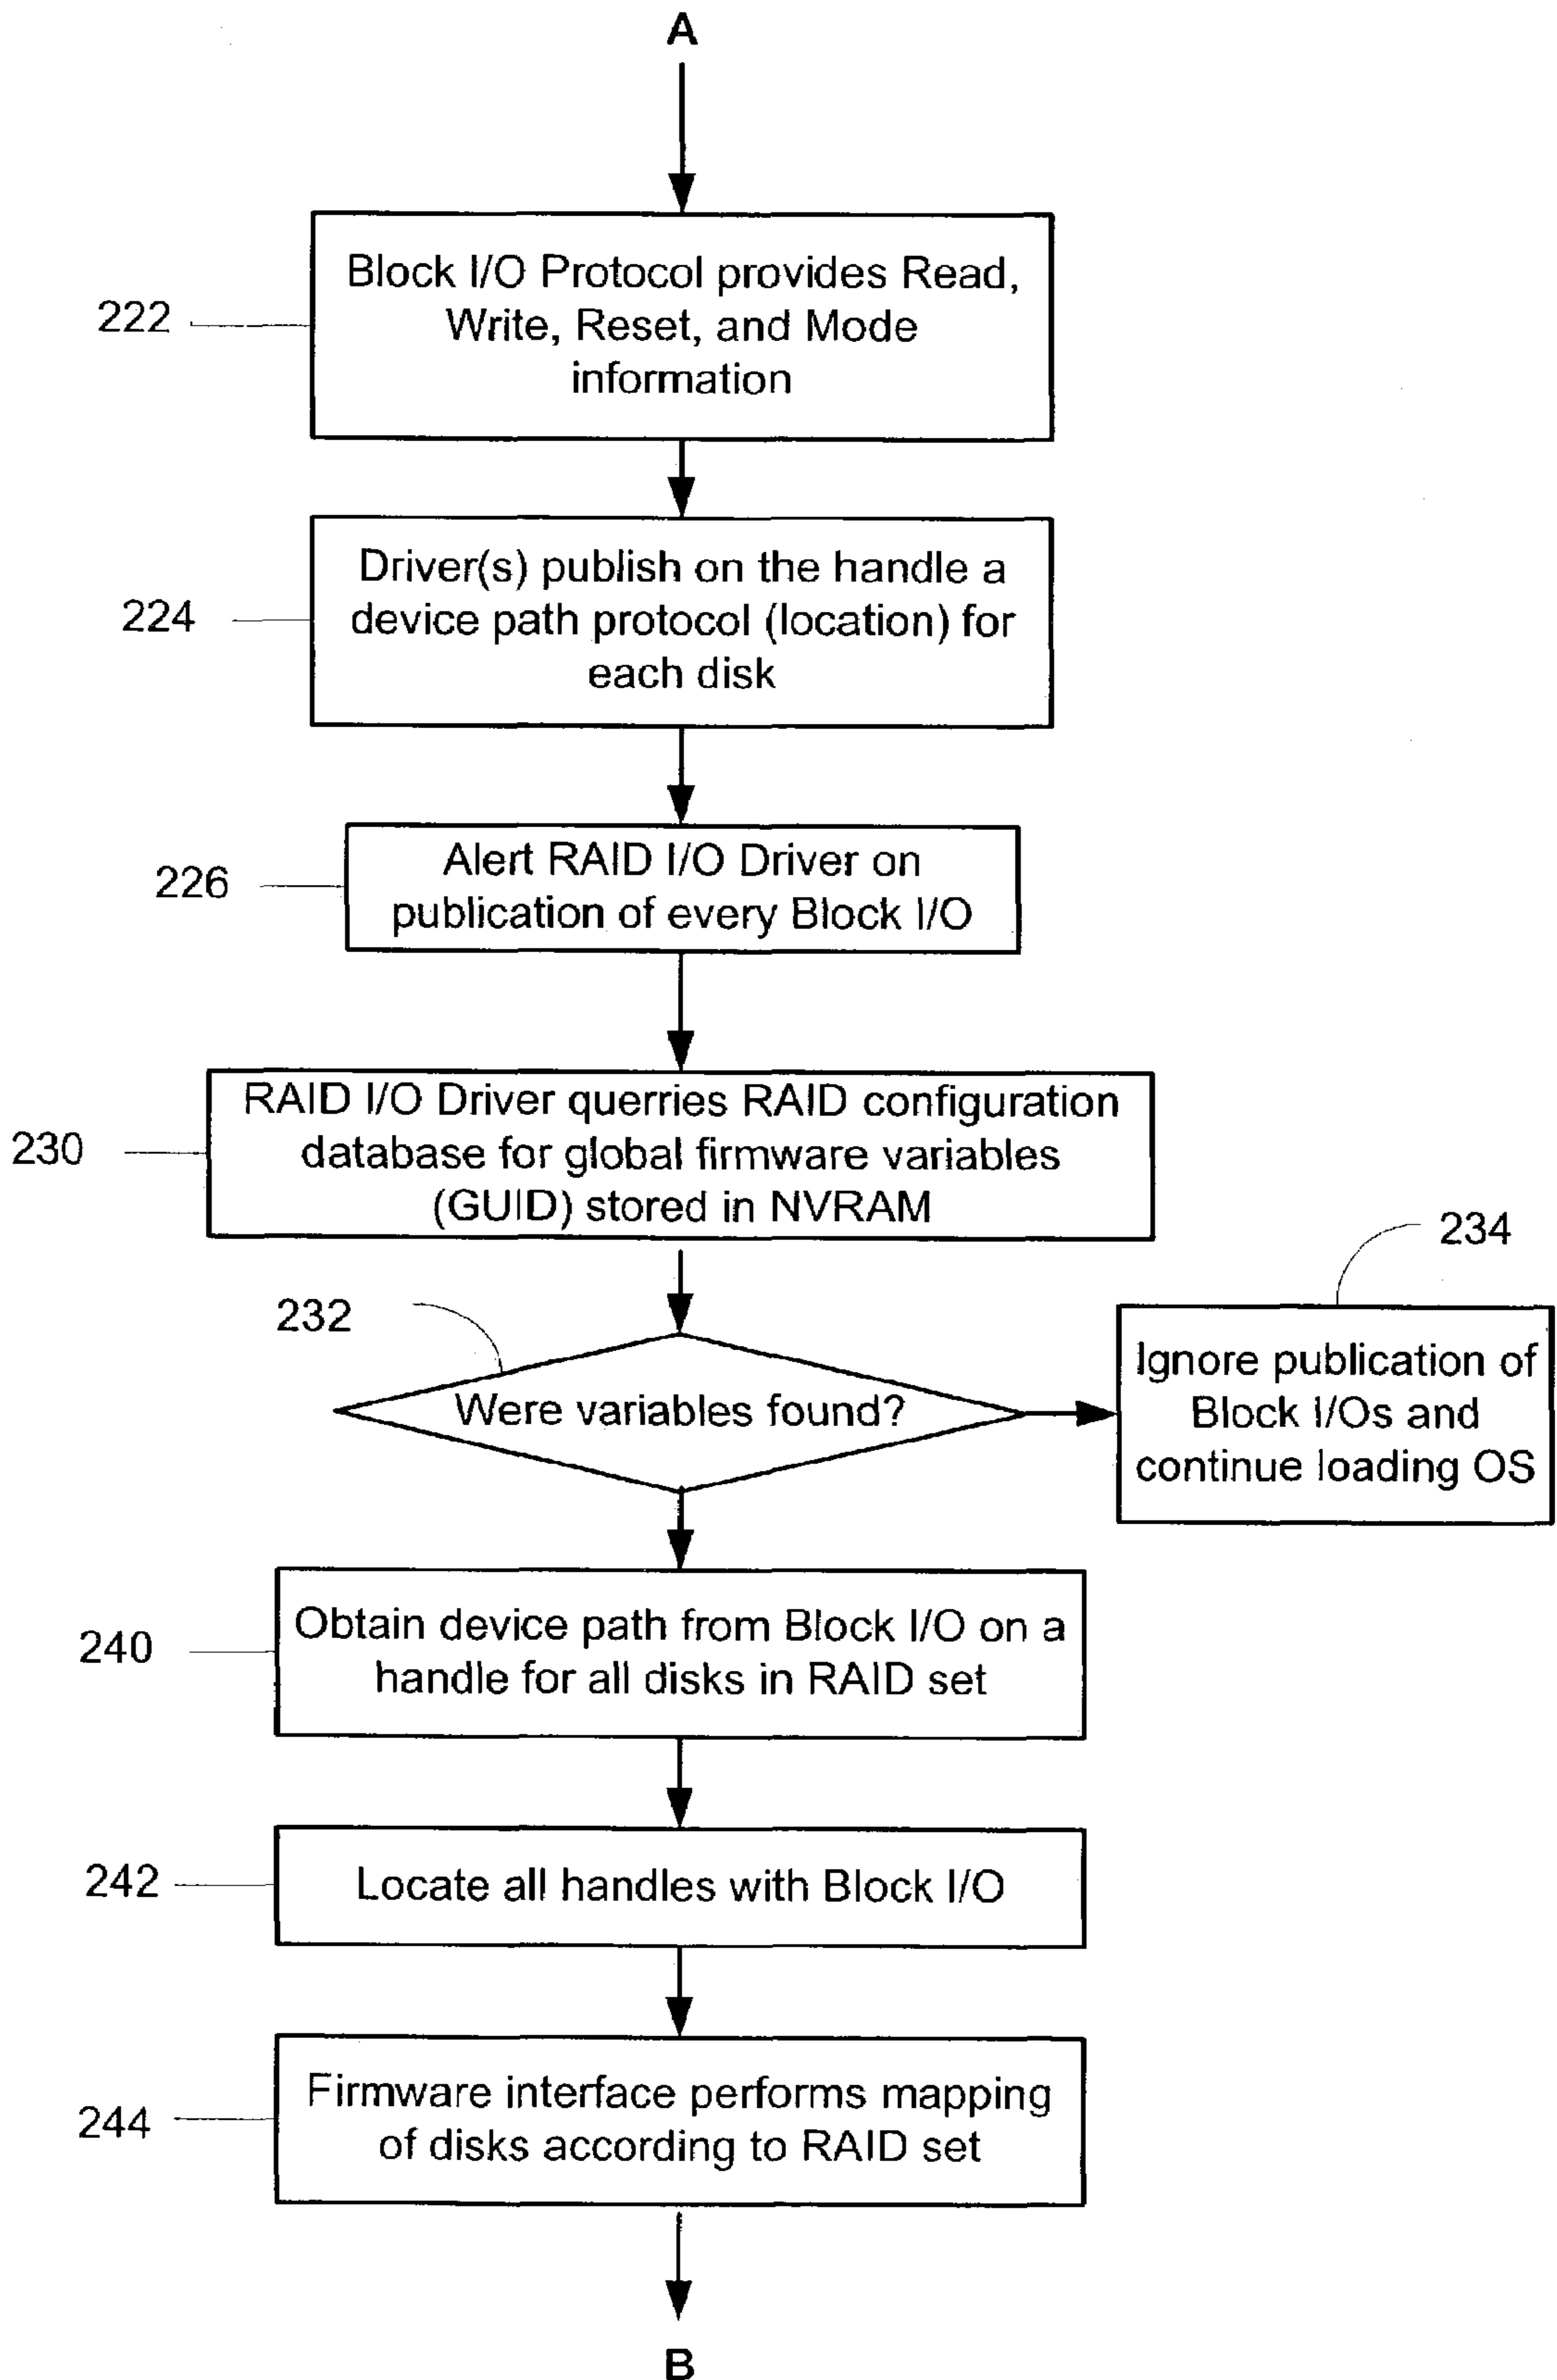 A
222
Block I/O Protocol provides Read,
Write, Reset, and Mode
information
224
Driver(s) publish on the handle a
device path protocol (location) for
each disk
226
Alert RAID I/O Driver on
publication of every Block I/O
230
RAID I/O Driver querries RAID configuration
database for global firmware variables
(GUID) stored in NVRAM
232
Were variables found?
234
Ignore publication of
Block I/Os and
continue loading OS
240
Obtain device path from Block I/O on a
handle for all disks in RAID set
242
Locate all handles with Block I/O
244
Firmware interface performs mapping
of disks according to RAID set
B